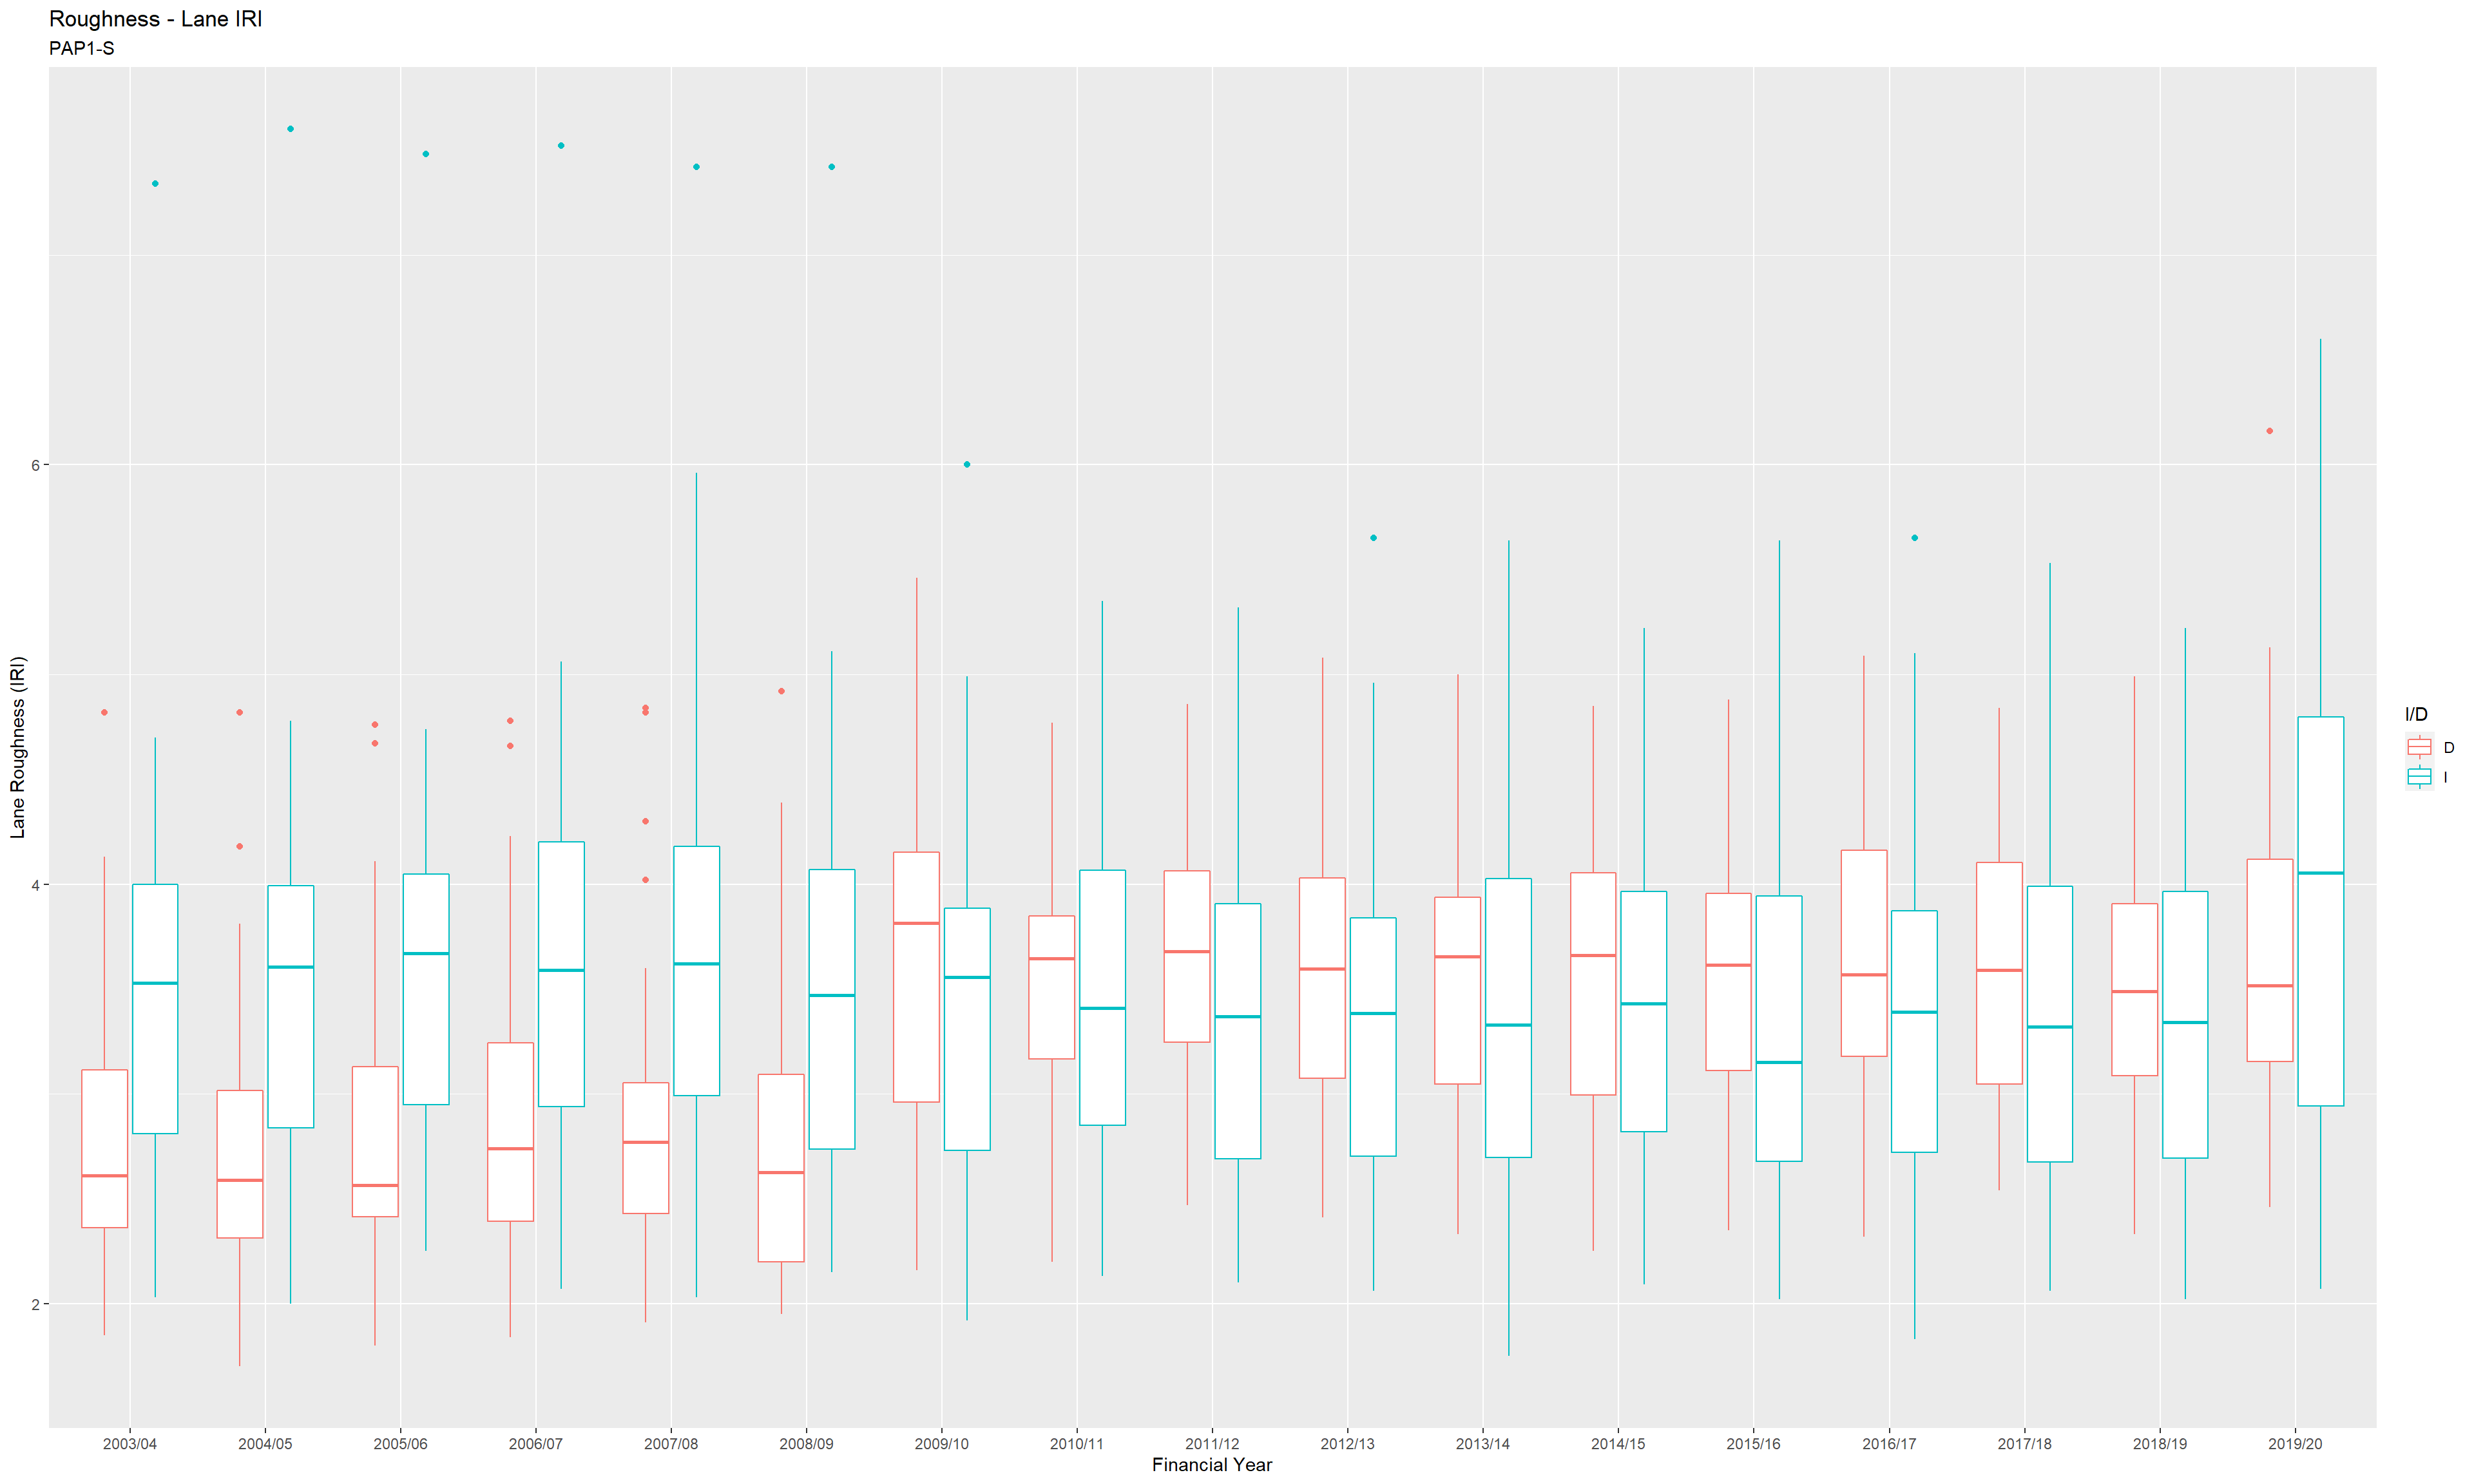 Roughness - Lane IRI
PAP1-S
Lane Roughness (IRI)
6
4
2
2003/04 2004/05 2005/06 2006/07 2007/08 2008/09 2009/10 2010/11 2011/12 2012/13 2013/14 2014/15 2015/16 2016/17 2017/18 2018/19 2019/20
Financial Year
I/D
D
I